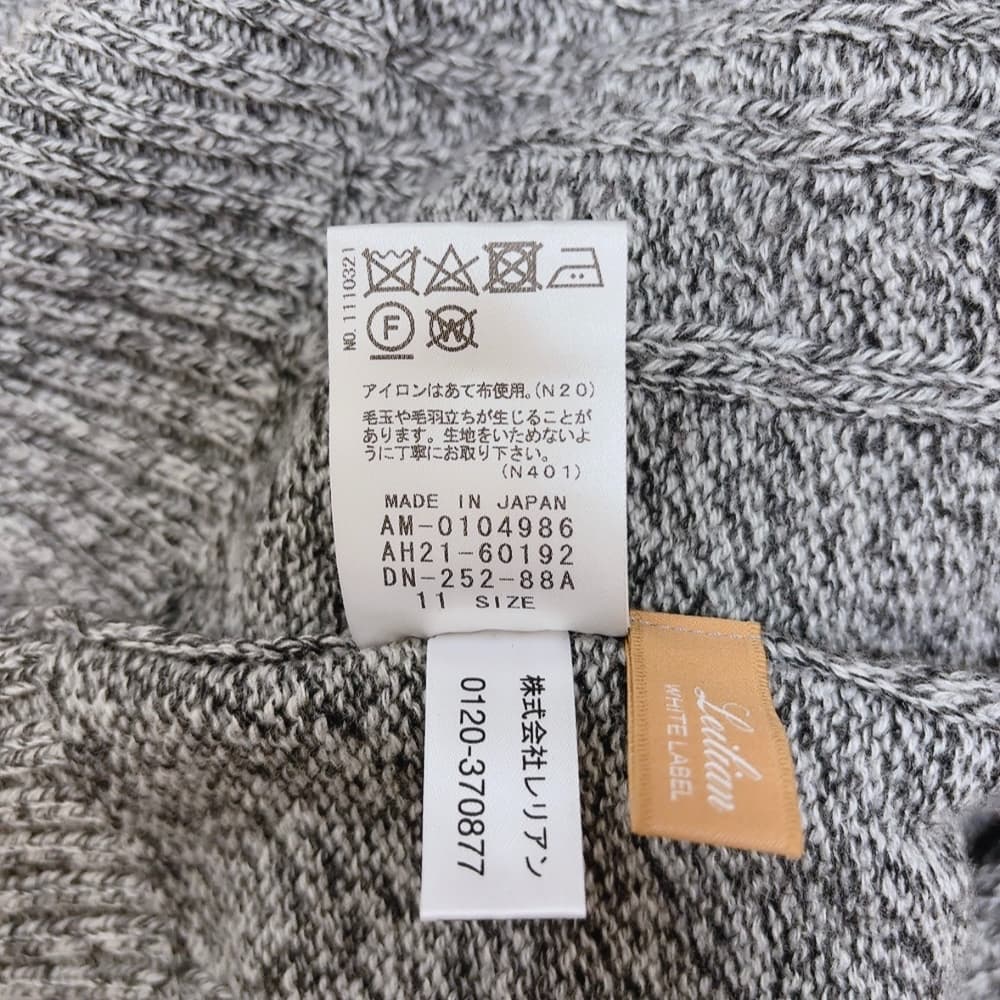 NO.1110321
F
W
アイロンはあて布使用。(N20)
毛玉や毛羽立ちが生じることが
あります。生地をいためないよ
うに丁寧にお取り下さい。
(N401)
MADE IN JAPAN
AM-0104986
AH21-60192
DN-252-88A
11 SIZE
株式会社レリアン
0120-370877
Leilian
WHITE LABEL